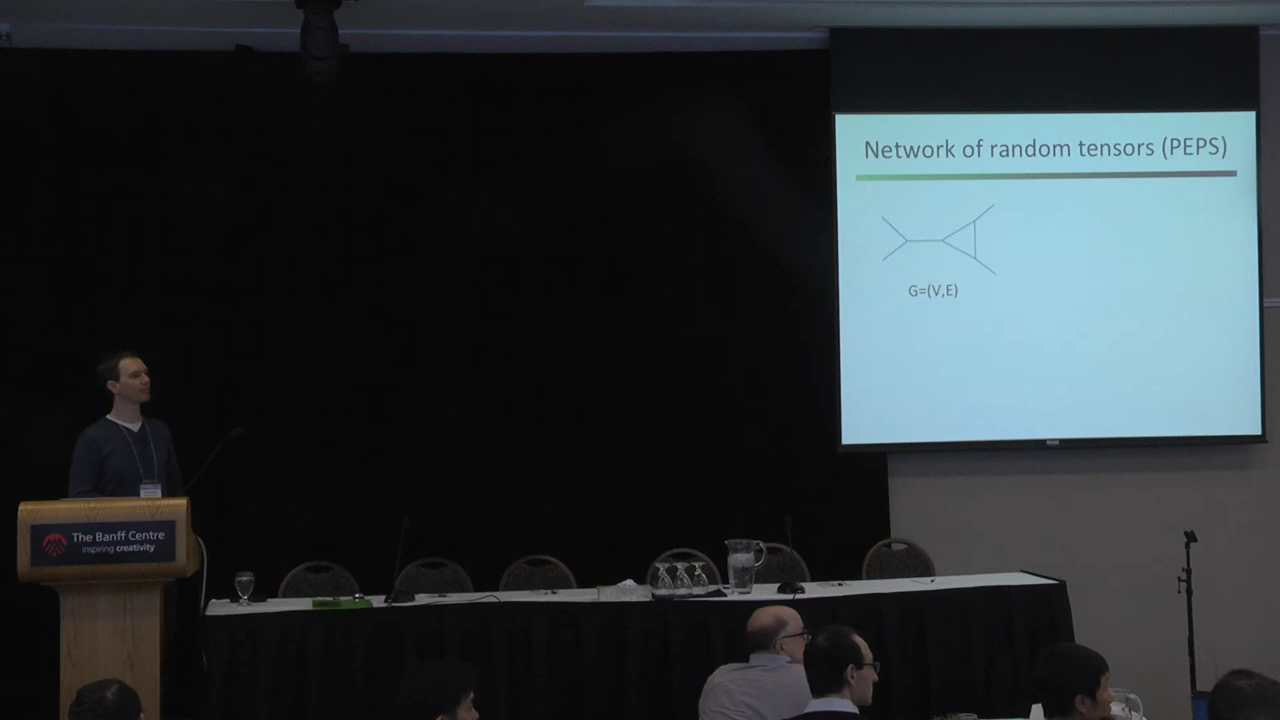 Network of random tensors (PEPS)
G=(V,E)
The Banff Centre
inspiring creativity